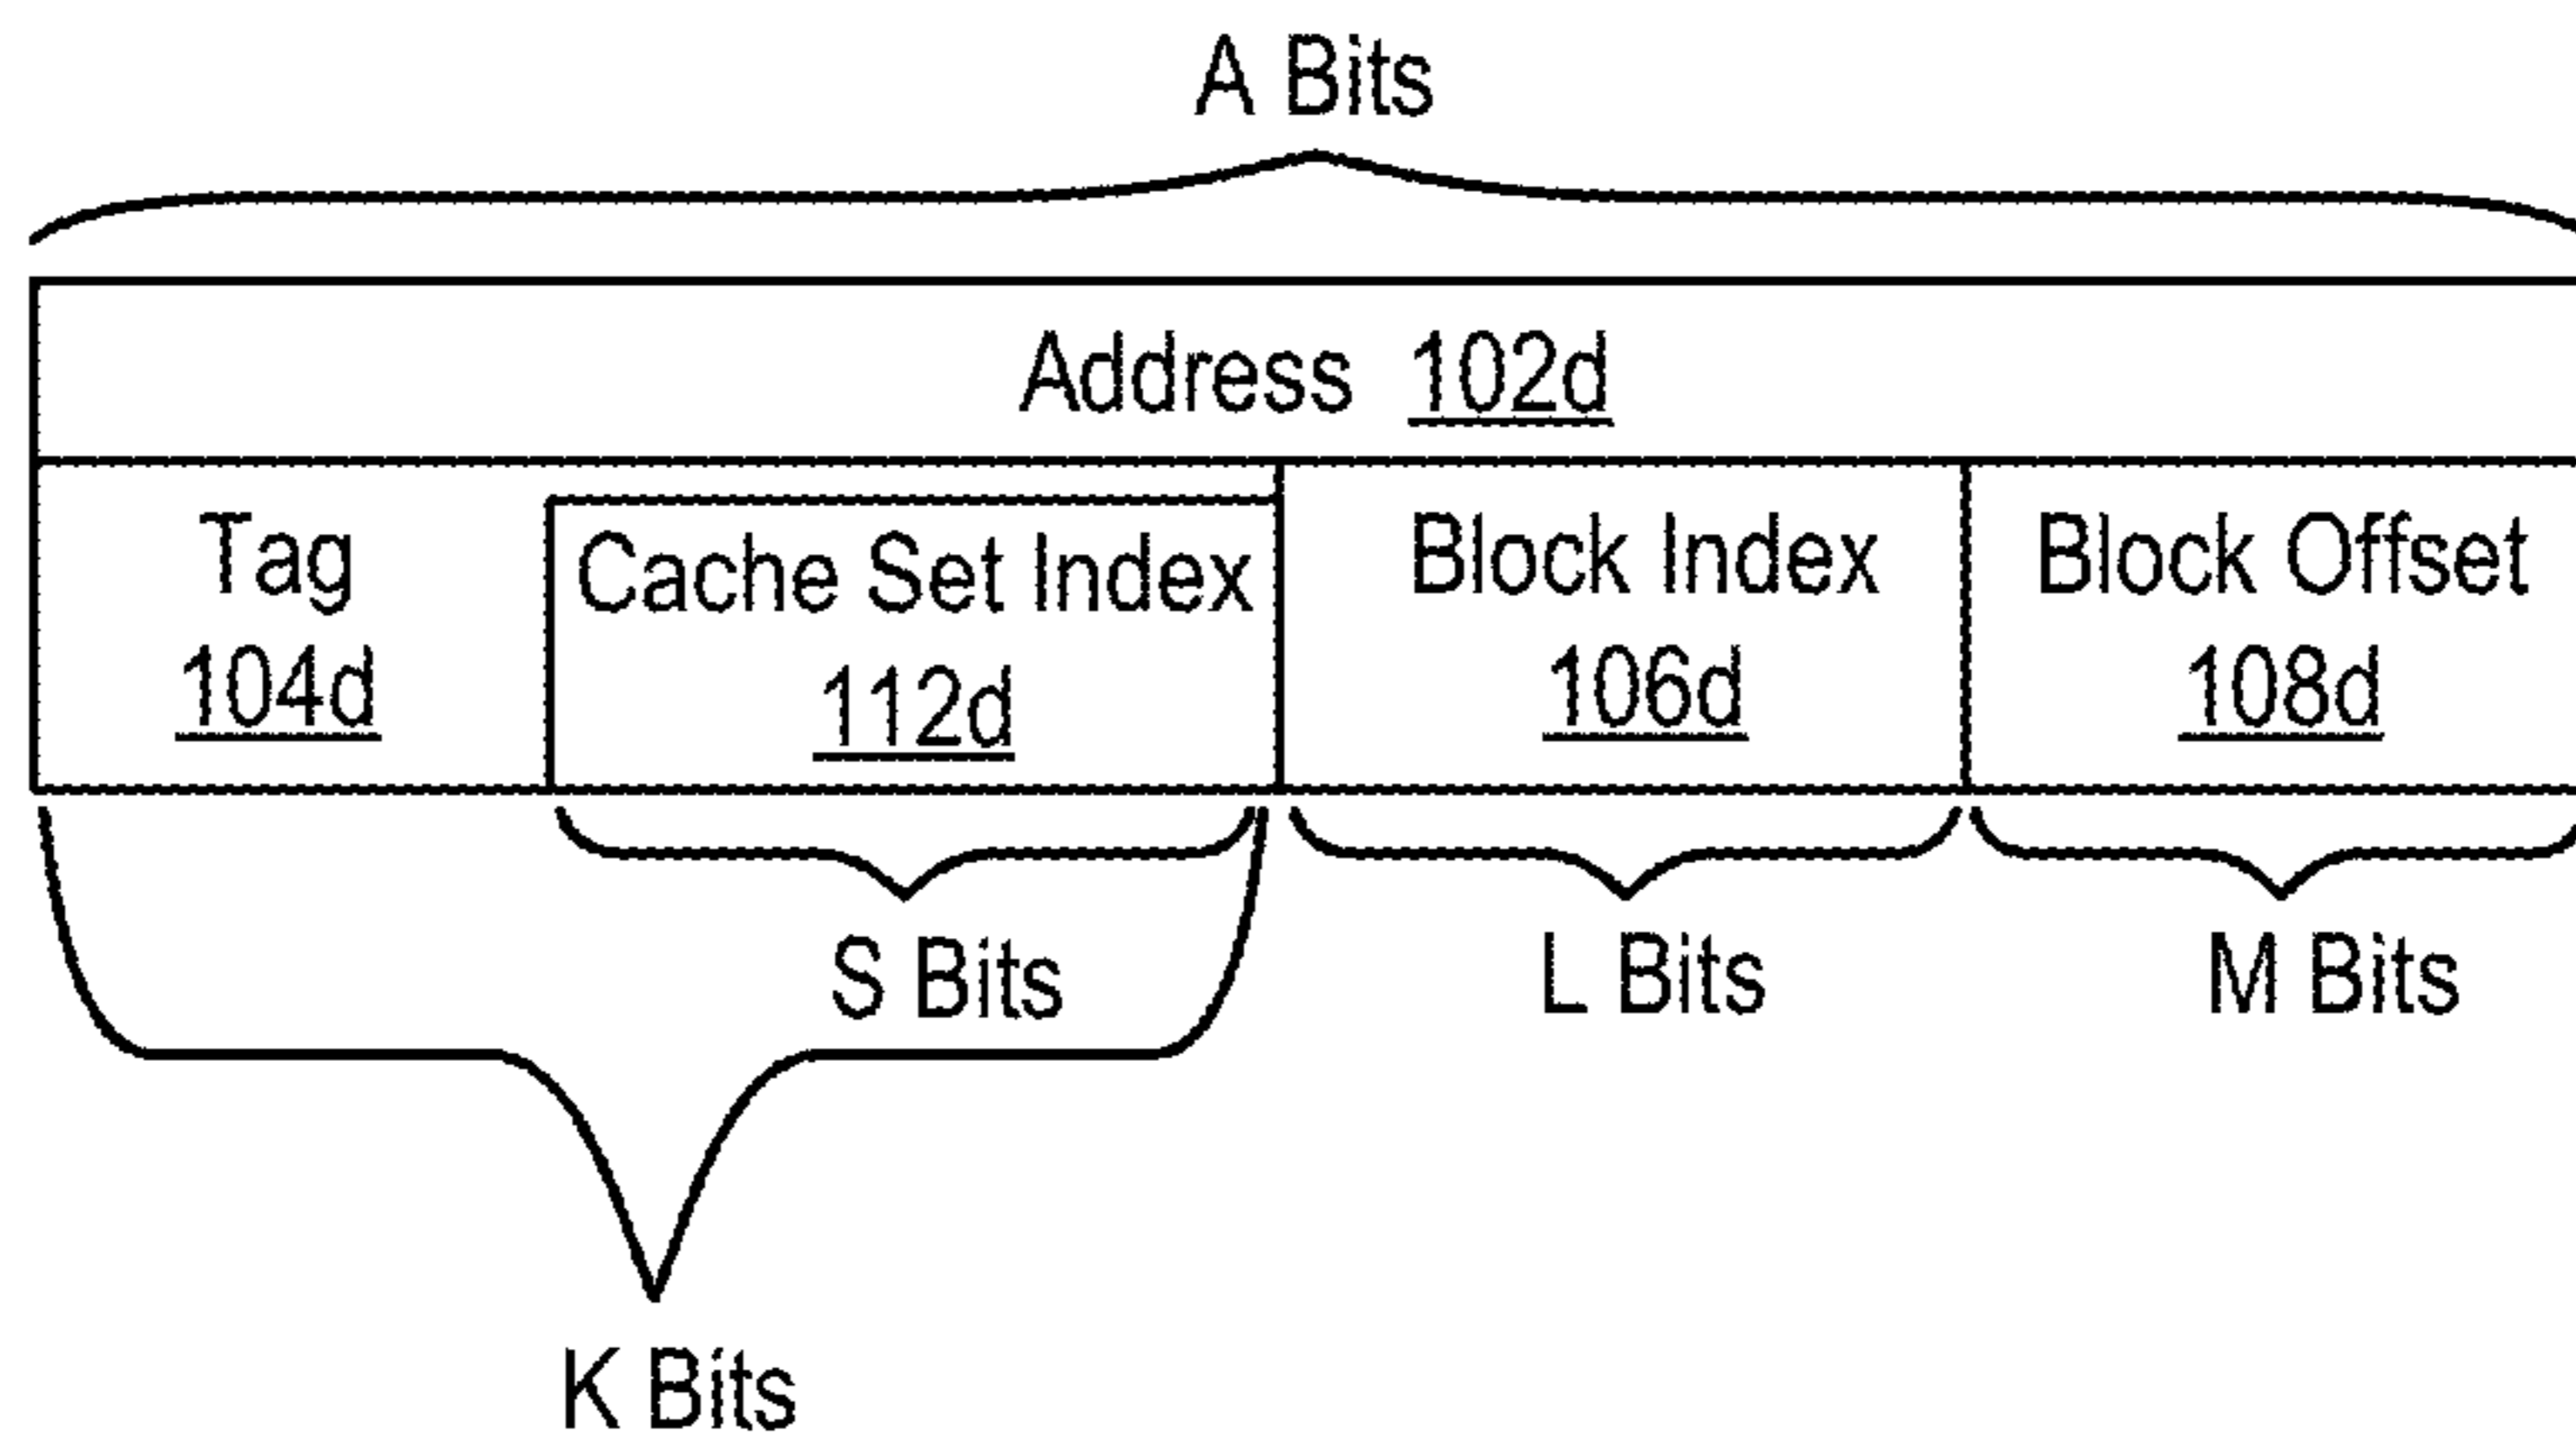 A Bits
Address 102d
Tag
104d
Cache Set Index
112d
Block Index
106d
Block Offset
108d
S Bits
L Bits
M Bits
K Bits